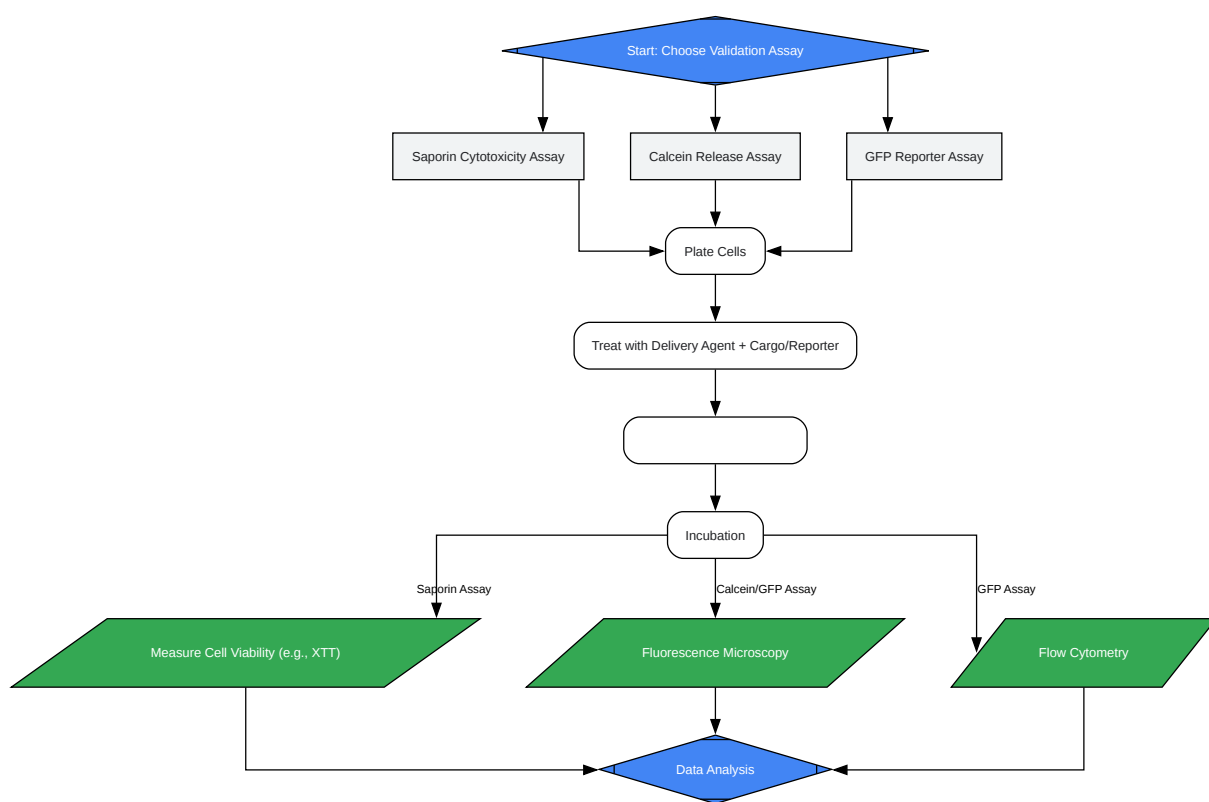 Start: Choose Validation Assay
Saporin Cytotoxicity Assay
Calcein Release Assay
GFP Reporter Assay
Plate Cells
Treat with Delivery Agent + Cargo/Reporter
Incubation
Saporin Assay
Calcein/GFP Assay
GFP Assay
Measure Cell Viability (e.g., XTT)
Fluorescence Microscopy
Flow Cytometry
Data Analysis